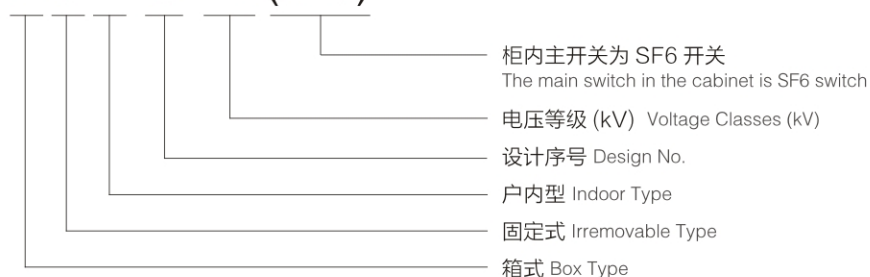 柜内主开关为 SF6 开关
The main switch in the cabinet is SF6 switch
电压等级 (kV) Voltage Classes (kV)
设计序号 Design No.
户内型 Indoor Type
固定式 Irremovable Type
箱式 Box Type